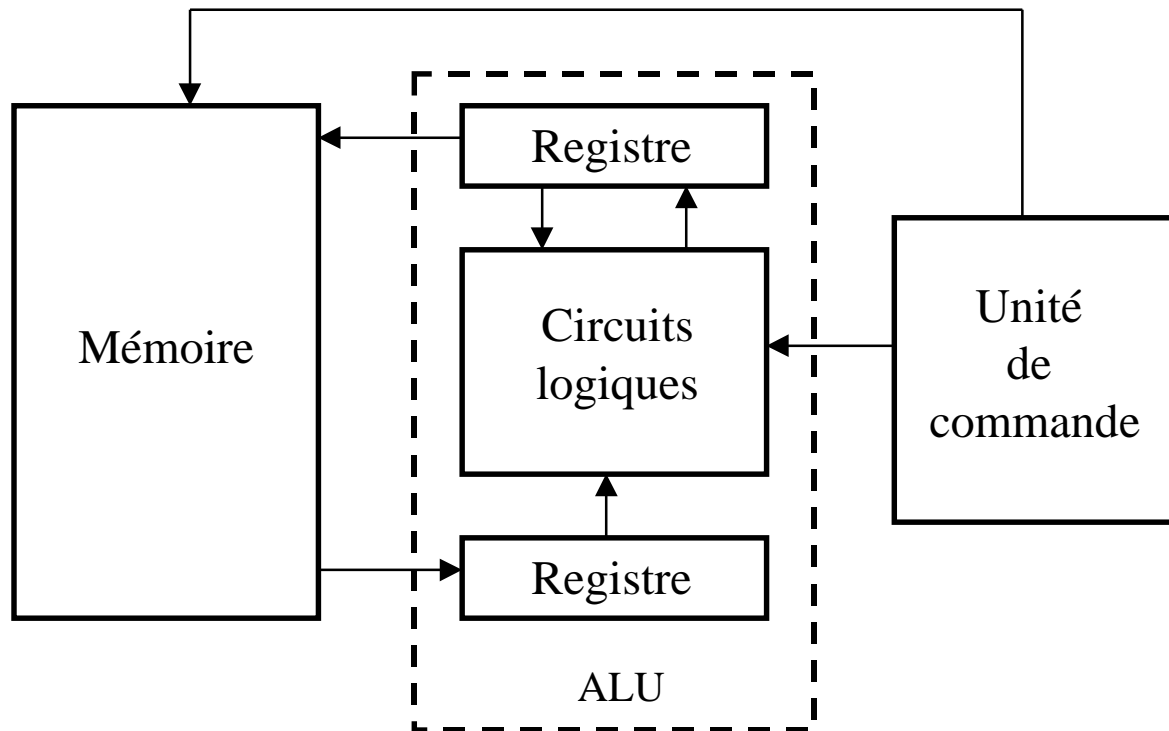 Registre
Mémoire
Circuits
logiques
Unité
de
commande
Registre
ALU